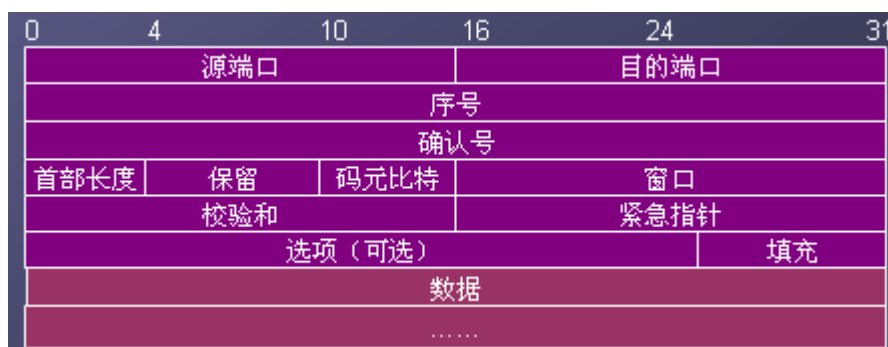 0 4 10 16 24 31
源端口 目的端口
序号
确认号
首部长度 保留 码元比特 窗口
校验和 紧急指针
选项（可选） 填充
数据
……